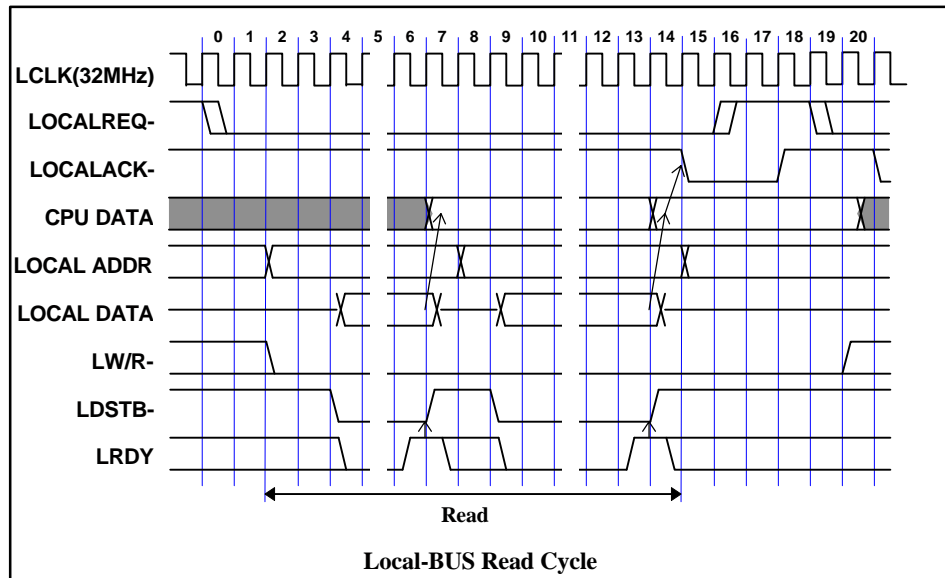 0 1 2 3 4 5 6 7 8 9 10 11 12 13 14 15 16 17 18 19 20
LCLK(32MHz)
LOCALREQ-
LOCALACK-
CPU DATA
LOCAL ADDR
LOCAL DATA
LW/R-
LDSTB-
LRDY
Read
Local-BUS Read Cycle